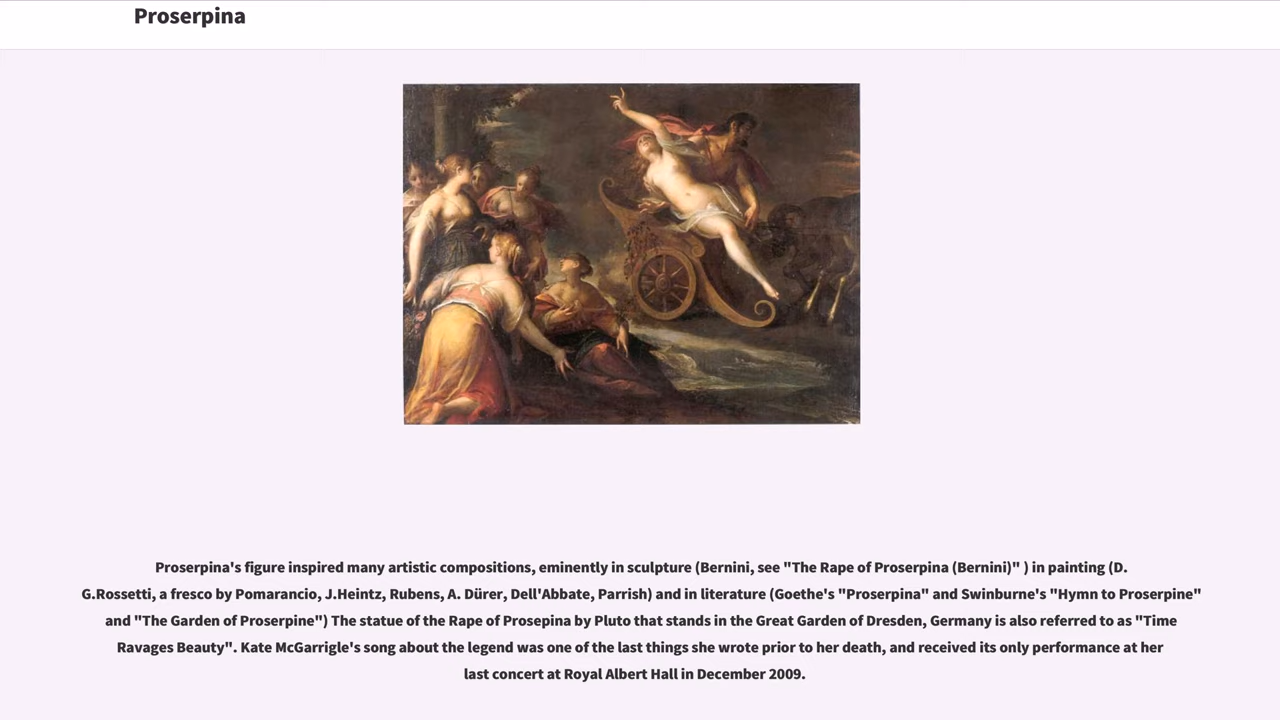 Proserpina
Proserpina's figure inspired many artistic compositions, eminently in sculpture (Bernini, see "The Rape of Proserpina (Bernini)" ) in painting (D.
G.Rossetti, a fresco by Pomarancio, J.Heintz, Rubens, A. Dürer, Dell'Abbate, Parrish) and in literature (Goethe's "Proserpina" and Swinburne's "Hymn to Proserpine"
and "The Garden of Proserpine") The statue of the Rape of Prosepina by Pluto that stands in the Great Garden of Dresden, Germany is also referred to as "Time
Ravages Beauty". Kate McGarrigle's song about the legend was one of the last things she wrote prior to her death, and received its only performance at her
last concert at Royal Albert Hall in December 2009.